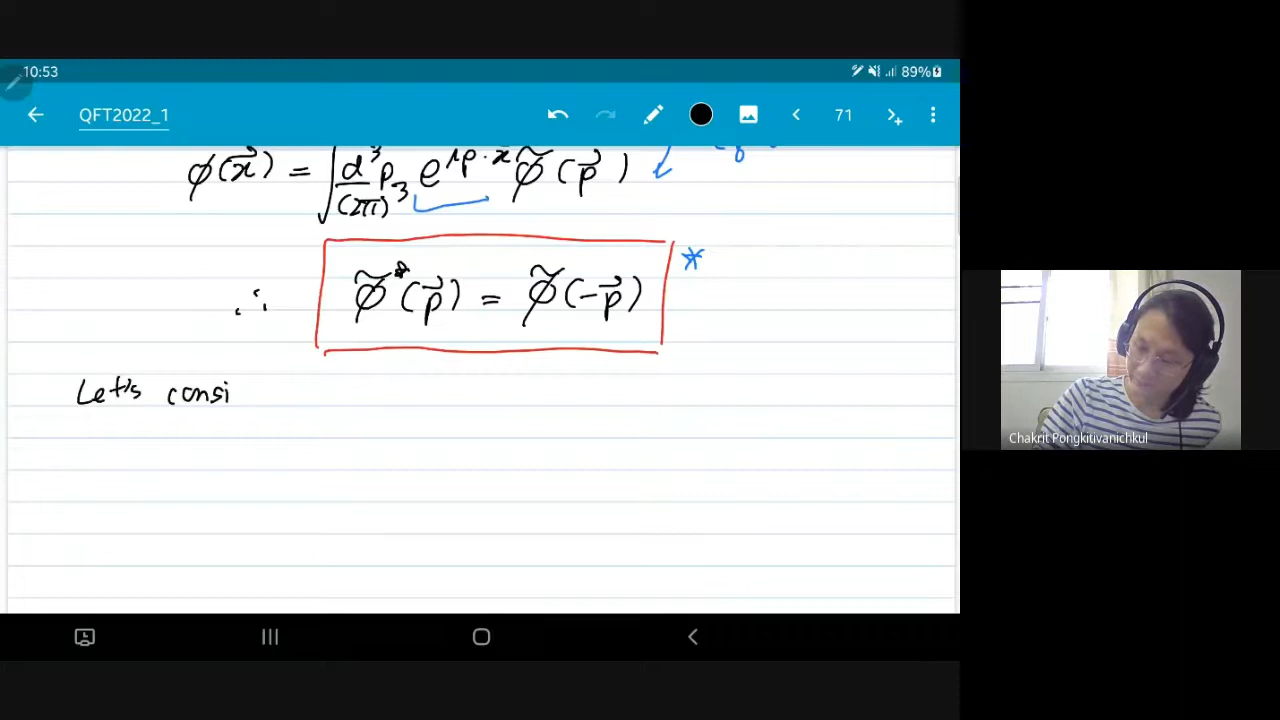 10:53 89%
QFT2022_1 71
φ(x⃗) = ∫ d³p/(2π)³ e^{ip⃗·x⃗} φ̃(p⃗)
∴ φ̃*(p⃗) = φ̃(-p⃗) *
Let's consi
Chakrit Pongkitivanichkul